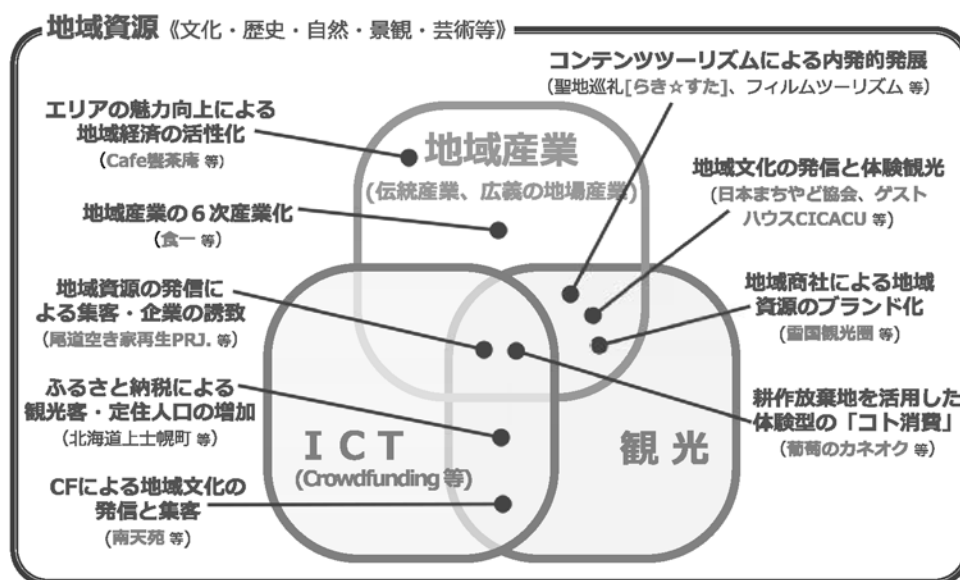 地域資源《文化・歴史・自然・景観・芸術等》
コンテンツツーリズムによる内発的発展
(聖地巡礼[らき☆すた]、フィルムツーリズム 等)
エリアの魅力向上による
地域経済の活性化
(Cafe饗茶庵 等)
地域産業
(伝統産業、広義の地場産業)
地域文化の発信と体験観光
(日本まちやど協会、ゲスト
ハウスCICACU 等)
地域産業の6次産業化
(食一 等)
地域資源の発信に
よる集客・企業の誘致
(尾道空き家再生PRJ. 等)
地域商社による地域
資源のブランド化
(雪国観光圏 等)
ふるさと納税による
観光客・定住人口の増加
(北海道上士幌町 等)
耕作放棄地を活用した
体験型の「コト消費」
(葡萄のカネオク 等)
ICT
(Crowdfunding 等)
観光
CFによる地域文化の
発信と集客
(南天苑 等)